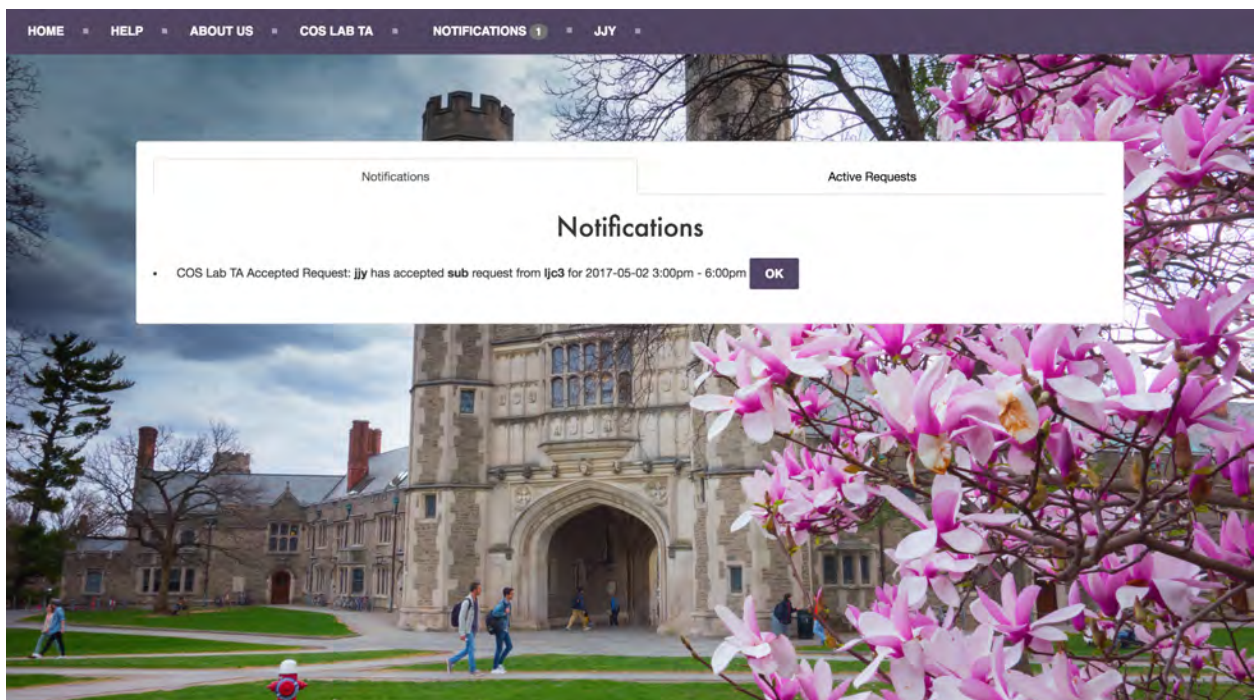 HOME HELP ABOUT US COS LAB TA NOTIFICATIONS 1 JJY
Notifications Active Requests
Notifications
• COS Lab TA Accepted Request: jjy has accepted sub request from ljc3 for 2017-05-02 3:00pm - 6:00pm OK